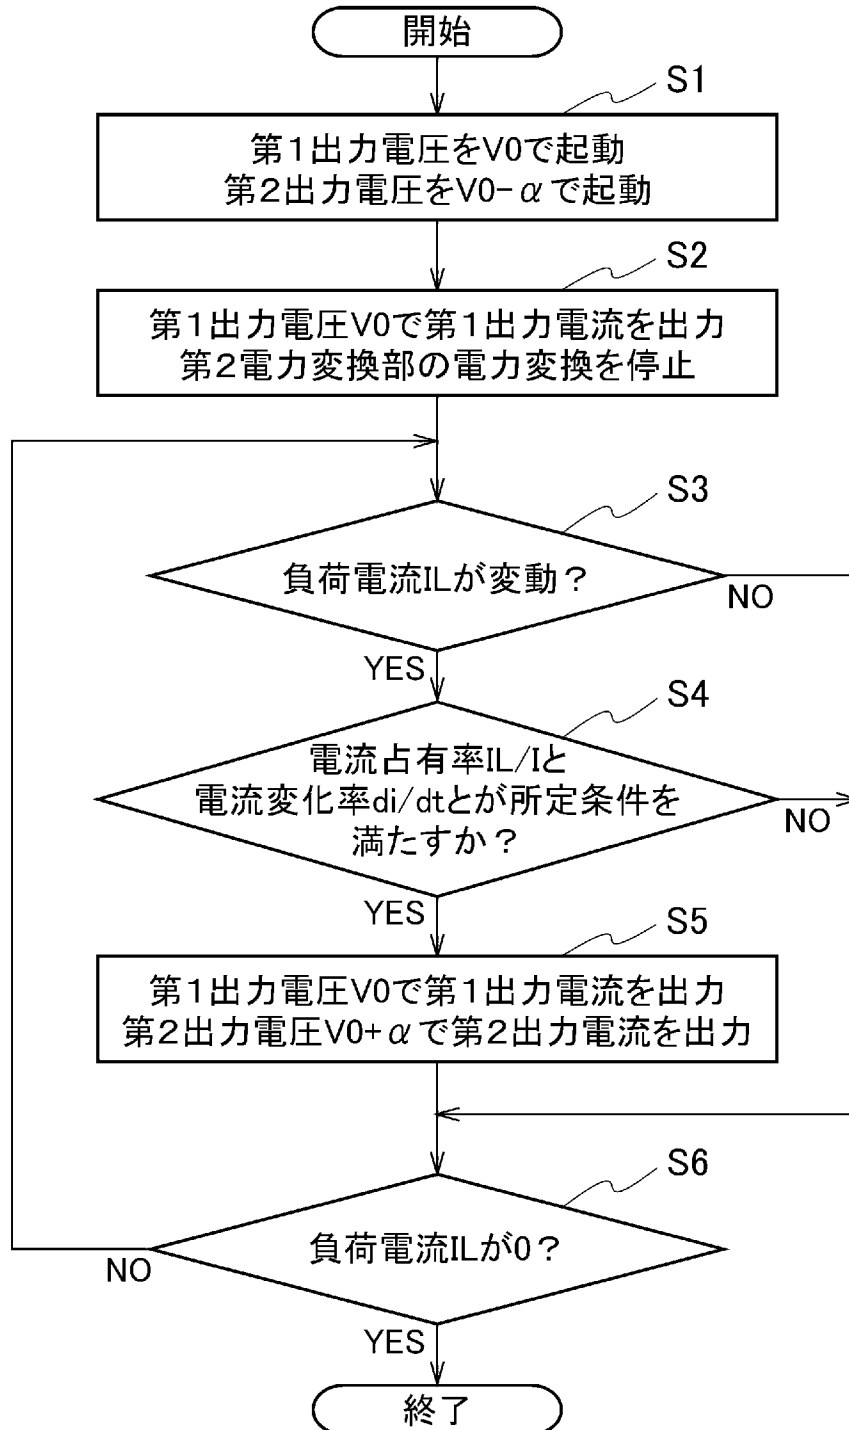 開始
S1
第1出力電圧をV0で起動
第2出力電圧をV0-αで起動
S2
第1出力電圧V0で第1出力電流を出力
第2電力変換部の電力変換を停止
S3
負荷電流ILが変動？
NO
YES
S4
電流占有率IL/Iと
電流変化率di/dtとが所定条件を
満たすか？
NO
YES
S5
第1出力電圧V0で第1出力電流を出力
第2出力電圧V0+αで第2出力電流を出力
S6
負荷電流ILが0？
NO
YES
終了